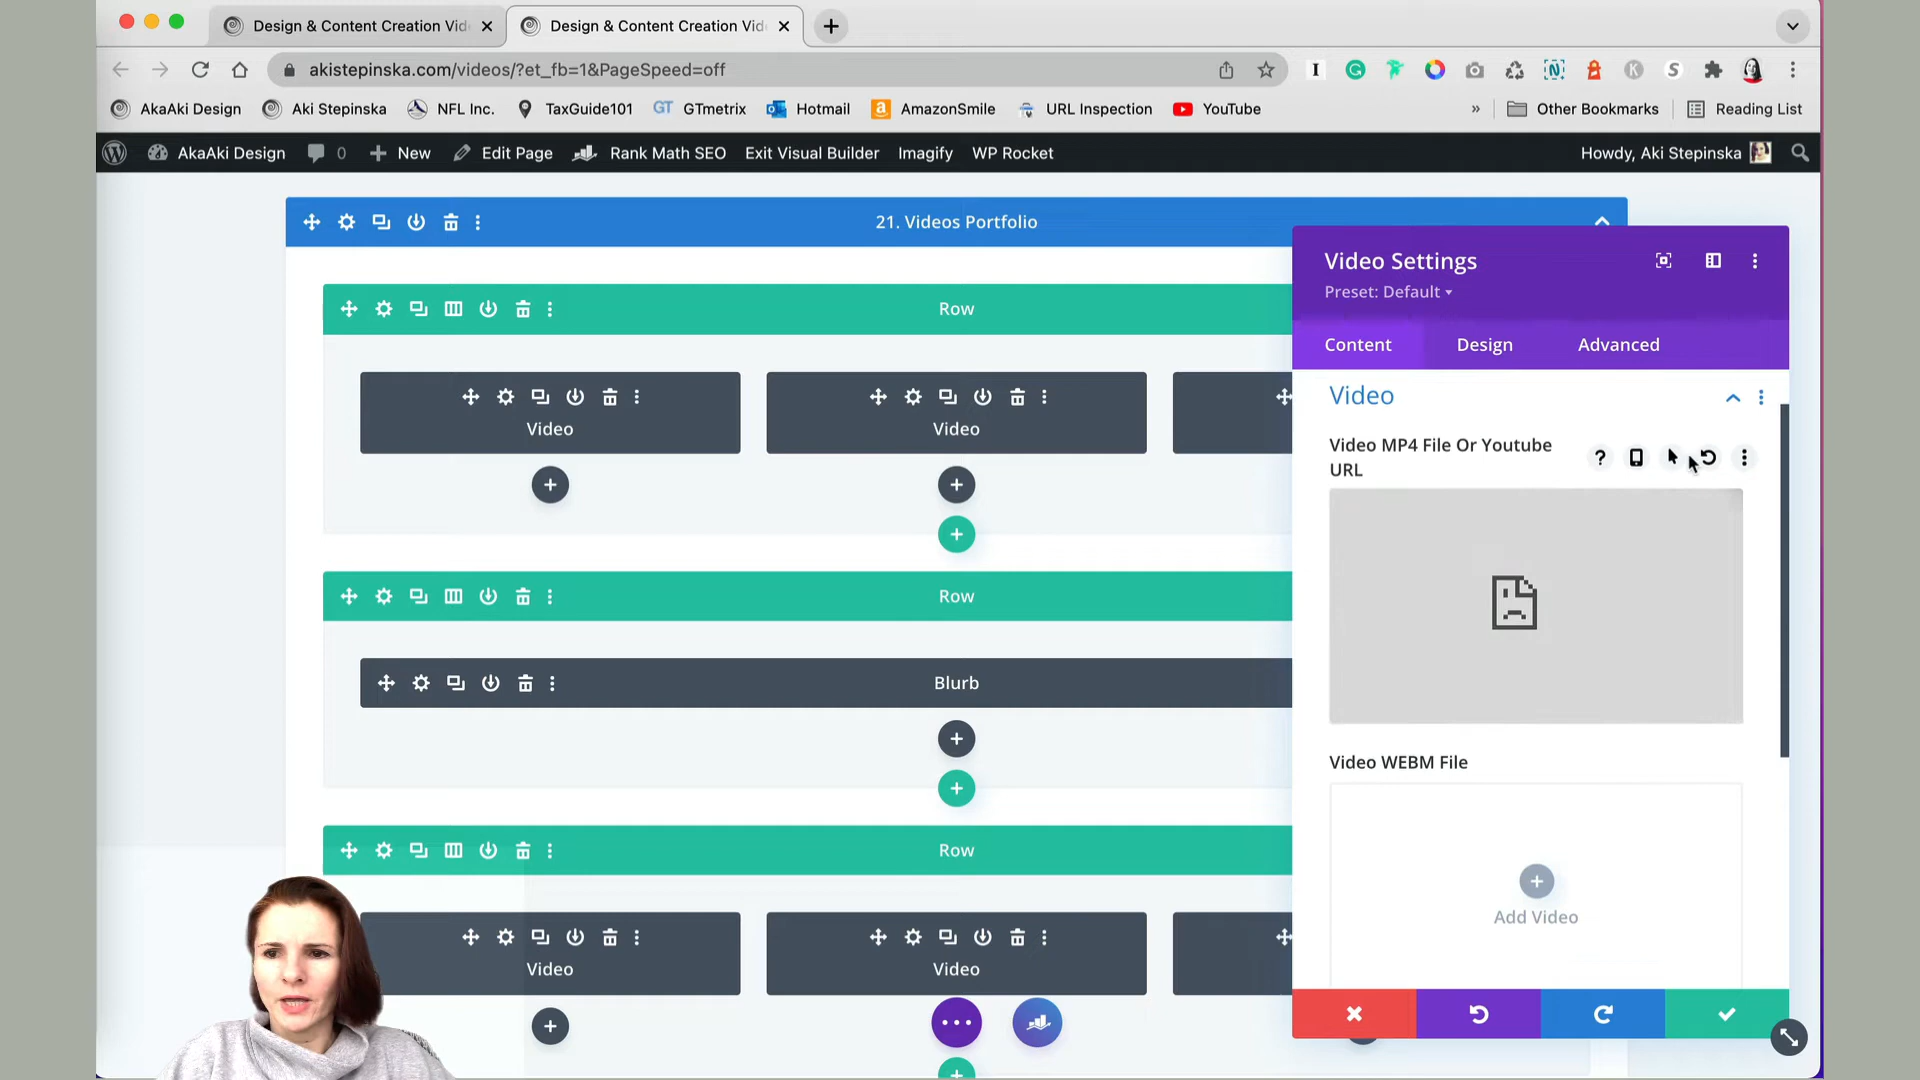 Design & Content Creation Vid
Design & Content Creation Vid
akistepinska.com/videos/?et_fb=1&PageSpeed=off
AkaAki Design
Aki Stepinska
NFL Inc.
TaxGuide101
GT GTmetrix
Hotmail
a AmazonSmile
URL Inspection
YouTube
»
Other Bookmarks
Reading List
AkaAki Design
0
New
Edit Page
Rank Math SEO
Exit Visual Builder
Imagify
WP Rocket
Howdy, Aki Stepinska
21. Videos Portfolio
Video Settings
Preset: Default
Content
Design
Advanced
Row
Video
Video
Video
Video MP4 File Or Youtube
URL
?
Row
Blurb
Video WEBM File
Add Video
Row
Video
Video